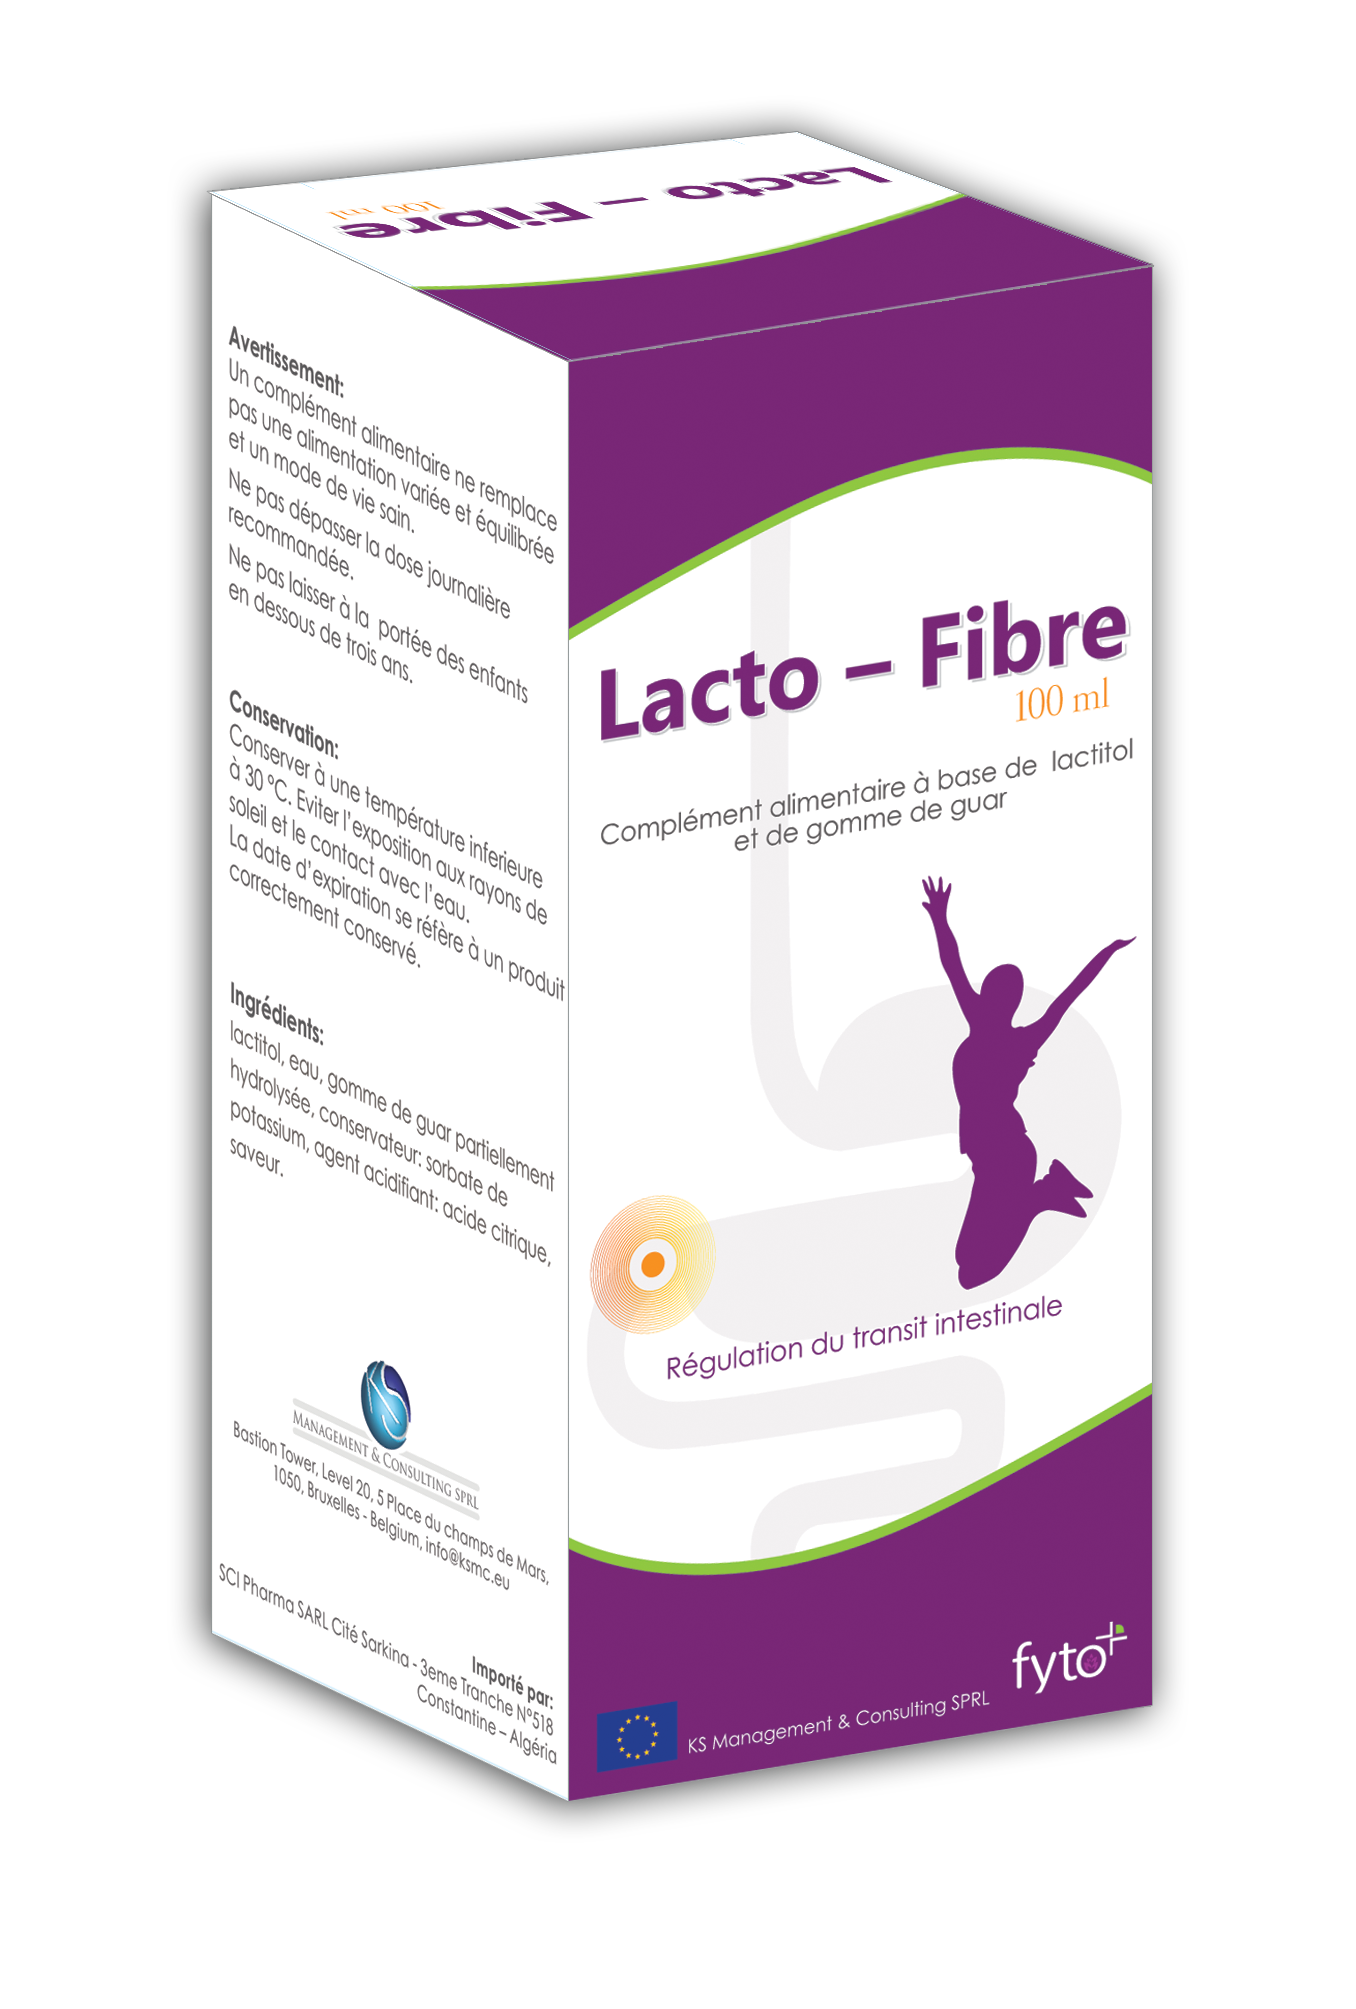 Lacto – Fibre
100 ml
Avertissement:
Un complément alimentaire ne remplace
pas une alimentation variée et équilibrée
et un mode de vie sain.
Ne pas dépasser la dose journalière
recommandée.
Ne pas laisser à la portée des enfants
en dessous de trois ans.
Conservation:
Conserver à une température inferieure
à 30 °C. Eviter l'exposition aux rayons de
soleil et le contact avec l'eau.
La date d'expiration se réfère à un produit
correctement conservé.
Ingrédients:
lactitol, eau, gomme de guar partiellement
hydrolysée, conservateur: sorbate de
potassium, agent acidifiant: acide citrique,
saveur.
KS
MANAGEMENT & CONSULTING SPRL
Bastion Tower, Level 20, 5 Place du champs de Mars,
1050, Bruxelles - Belgium, info@ksmc.eu
Importé par:
SCI Pharma SARL Cité Sarkina - 3eme Tranche N°518
Constantine – Algéria
Lacto – Fibre
100 ml
Complément alimentaire à base de lactitol
et de gomme de guar
Régulation du transit intestinale
KS Management & Consulting SPRL
fyto+